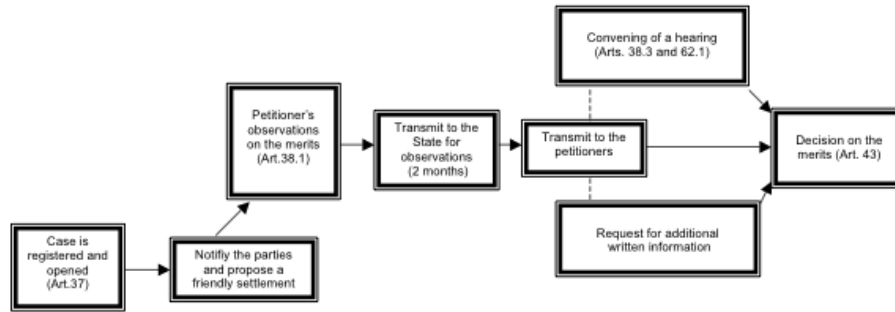 Case is
registered and
opened
(Art.37)
Notifiy the parties
and propose a
friendly settlement
Petitioner's
observations
on the merits
(Art.38.1)
Transmit to the
State for
observations
(2 months)
Transmit to the
petitioners
Convening of a hearing
(Arts. 38.3 and 62.1)
Request for additional
written information
Decision on the
merits (Art. 43)